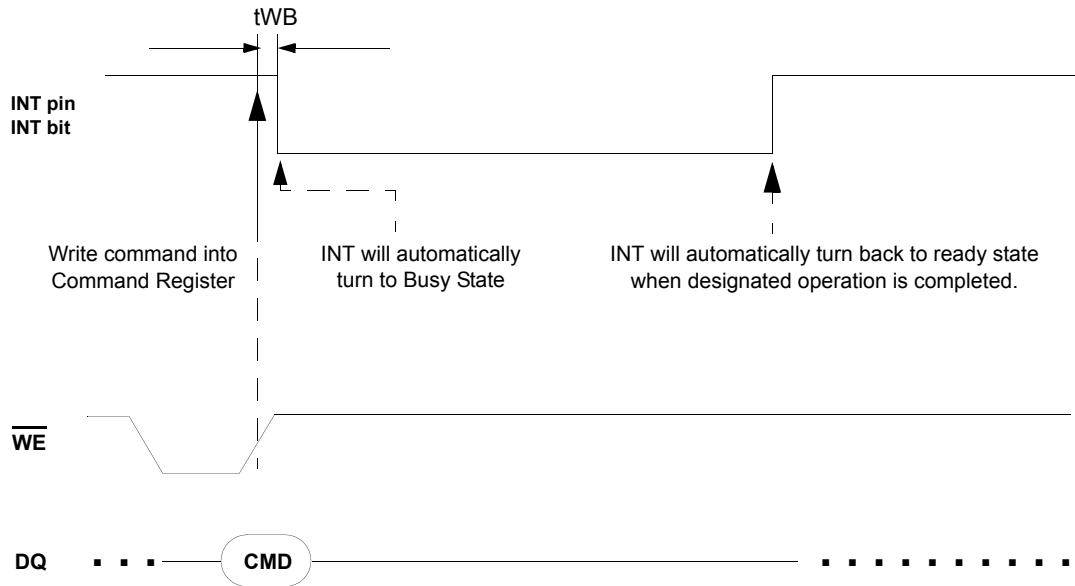 tWB
INT pin
INT bit
Write command into
Command Register
INT will automatically
turn to Busy State
INT will automatically turn back to ready state
when designated operation is completed.
WE
DQ
CMD